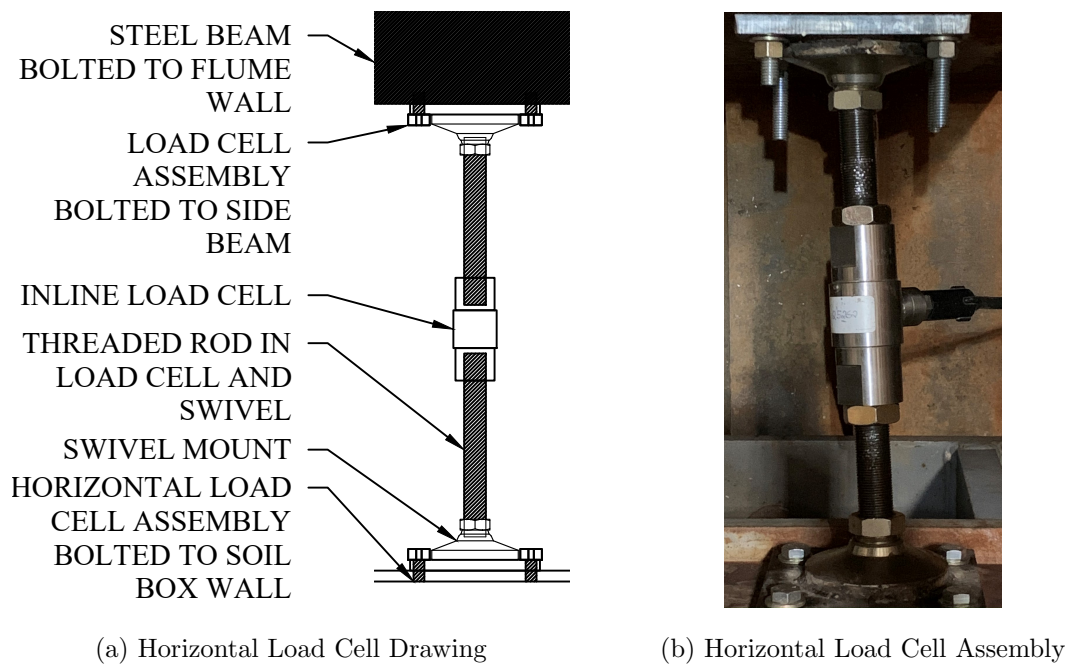 STEEL BEAM
BOLTED TO FLUME
WALL
LOAD CELL
ASSEMBLY
BOLTED TO SIDE
BEAM
INLINE LOAD CELL
THREADED ROD IN
LOAD CELL AND
SWIVEL
SWIVEL MOUNT
HORIZONTAL LOAD
CELL ASSEMBLY
BOLTED TO SOIL
BOX WALL
(a) Horizontal Load Cell Drawing
(b) Horizontal Load Cell Assembly